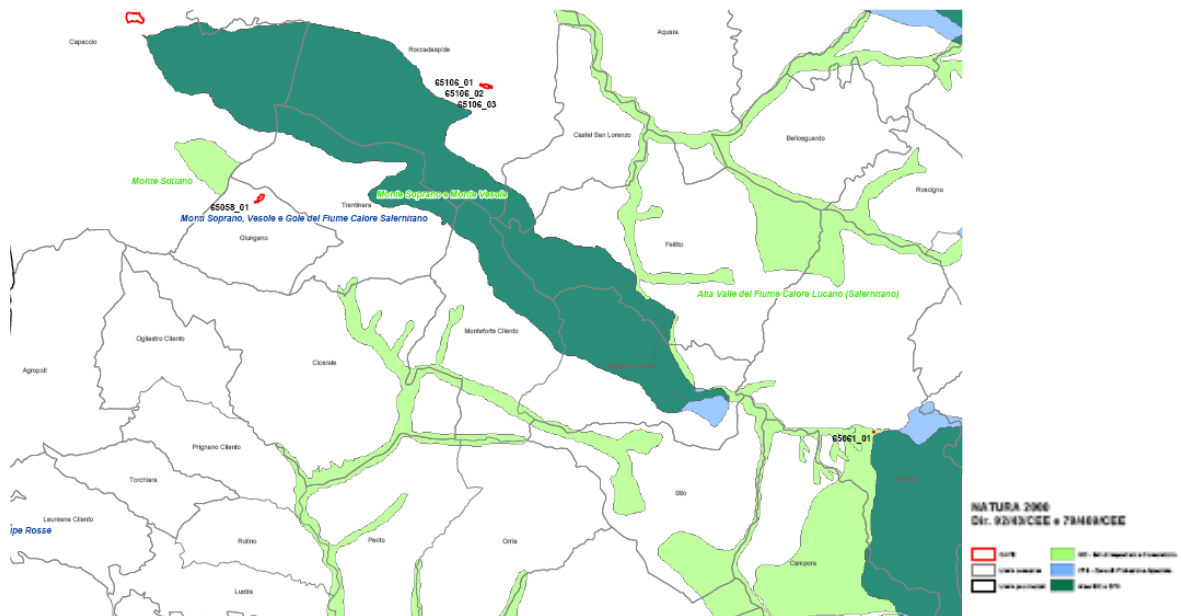 Capaccio
Roccadaspide
Aquara
65106_01
65106_02
65106_03
Castel San Lorenzo
Bellosguardo
Monte Sottano
Roscigno
Monte Soprano e Monte Vesole
65058_01
Trentinara
Monti Soprano, Vesole e Gole del Fiume Calore Salernitano
Giungano
Felitto
Alta Valle del Fiume Calore Lucano (Salernitano)
Monteforte Cilento
Ogliastro Cilento
Cicerale
Agropoli
65061_01
Prignano Cilento
Torchiara
Stio
Laureana Cilento
ipe Rosse
Rutino
Perito
Orria
Campora
Lustra
NATURA 2000
Dir. 92/43/CEE e 79/409/CEE